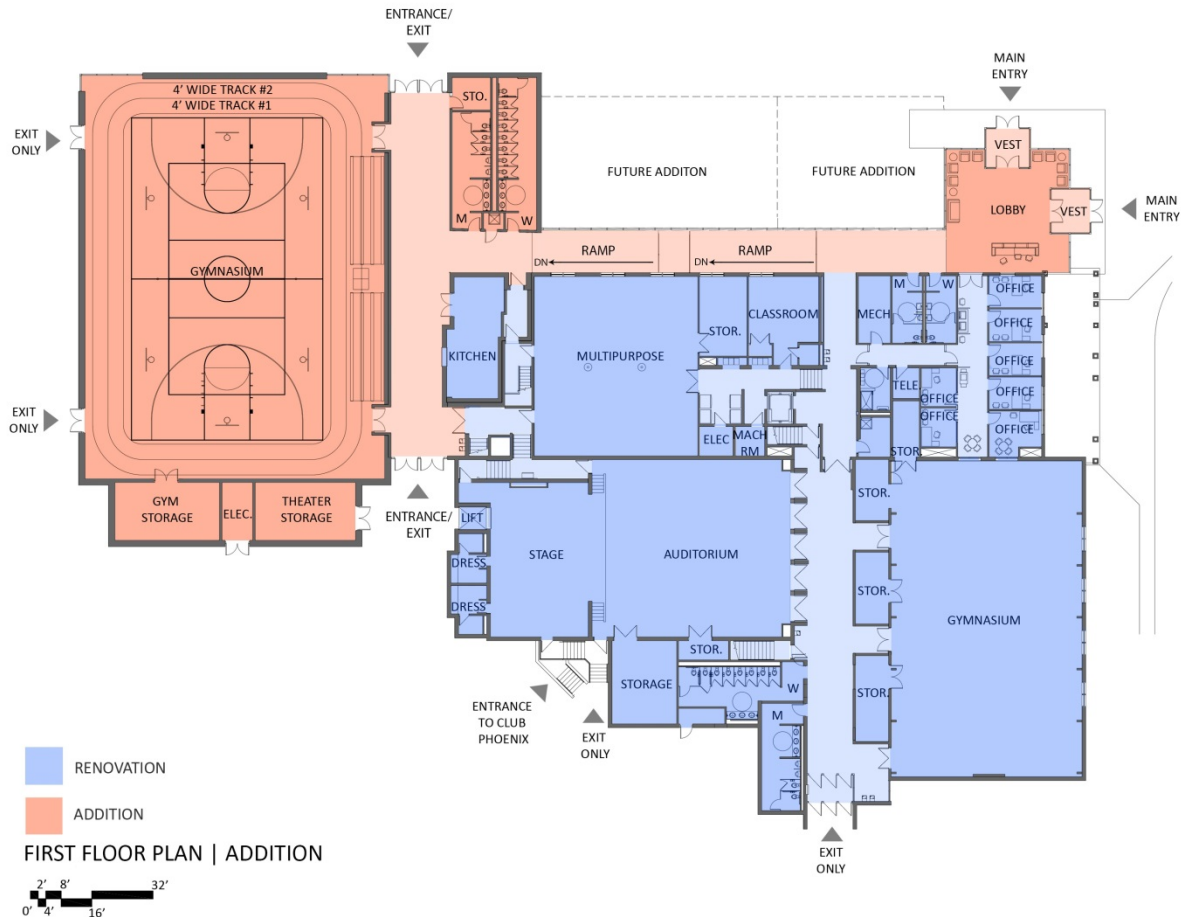 ENTRANCE/
EXIT
MAIN
ENTRY
4' WIDE TRACK #2
4' WIDE TRACK #1
STO.
EXIT
ONLY
VEST
FUTURE ADDITON
FUTURE ADDITION
LOBBY
VEST
MAIN
ENTRY
M
W
RAMP
RAMP
DN
DN
GYMNASIUM
M
W
OFFICE
STOR.
CLASSROOM
MECH
OFFICE
KITCHEN
MULTIPURPOSE
OFFICE
TELE
OFFICE
OFFICE
EXIT
ONLY
OFFICE
OFFICE
ELEC
MACH
RM
STOR.
GYM
STORAGE
ELEC.
THEATER
STORAGE
ENTRANCE/
EXIT
LIFT
STOR.
DRESS
STAGE
AUDITORIUM
STOR.
DRESS
GYMNASIUM
STOR.
STORAGE
W
STOR.
ENTRANCE
TO CLUB
PHOENIX
EXIT
ONLY
M
RENOVATION
ADDITION
FIRST FLOOR PLAN | ADDITION
EXIT
ONLY
2' 8' 32'
0' 4' 16'